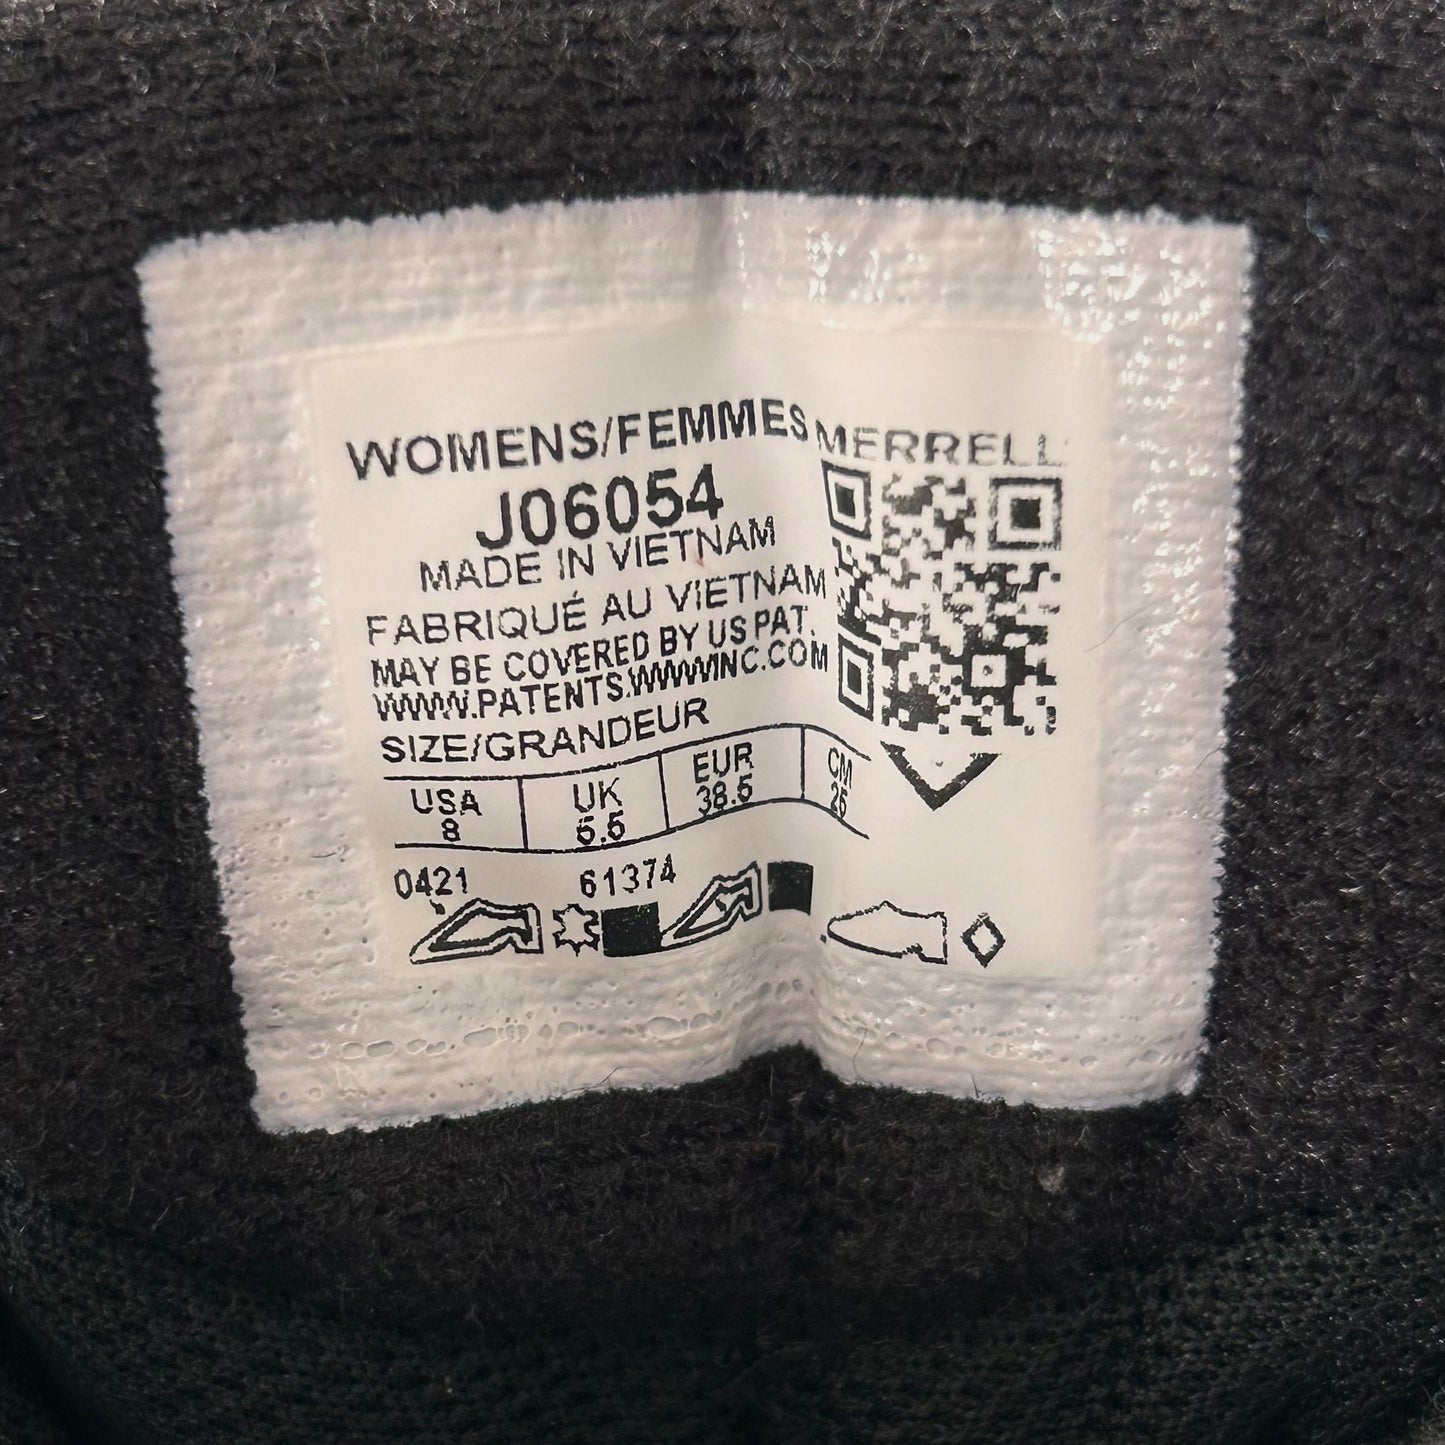 WOMENS/FEMMES
MERRELL
J06054
MADE IN VIETNAM
FABRIQUÉ AU VIETNAM
MAY BE COVERED BY US PAT.
WWW.PATENTS.WWWINC.COM
SIZE/GRANDEUR
USA UK EUR CM
8 5.5 38.5 25
0421 61374